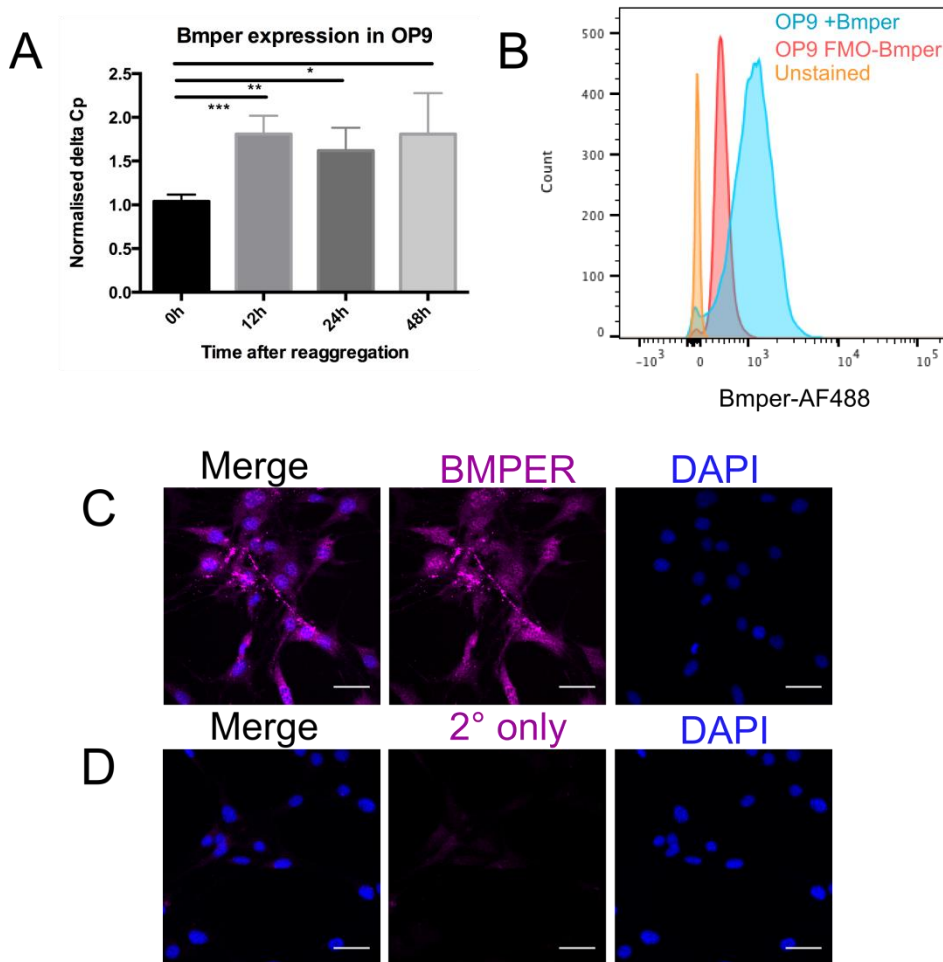 A
Bmper expression in OP9
Normalised delta Cp
2.5
2.0
1.5
1.0
0.5
0.0
*
**
***
0h
12h
24h
48h
Time after reaggregation
B
OP9 +Bmper
OP9 FMO-Bmper
Unstained
Count
500
400
300
200
100
0
-10³
0
10³
10⁴
10⁵
Bmper-AF488
C
Merge
BMPER
DAPI
D
Merge
2° only
DAPI